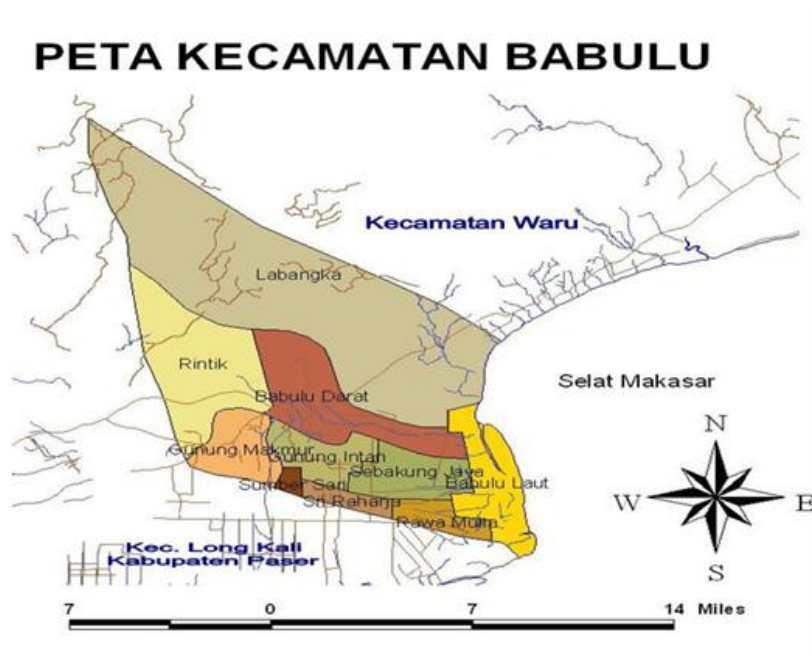 PETA KECAMATAN BABULU
Kecamatan Waru
Labangka
Rintik
Selat Makasar
Babulu Darat
N
Gunung Makmur
Gunung Intan
Sebakung Jaya
Sumber Sari
Babulu Laut
W
E
Sri Raharja
Rawa Mulia
Kec. Long Kali
Kabupaten Paser
S
7 0 7 14 Miles